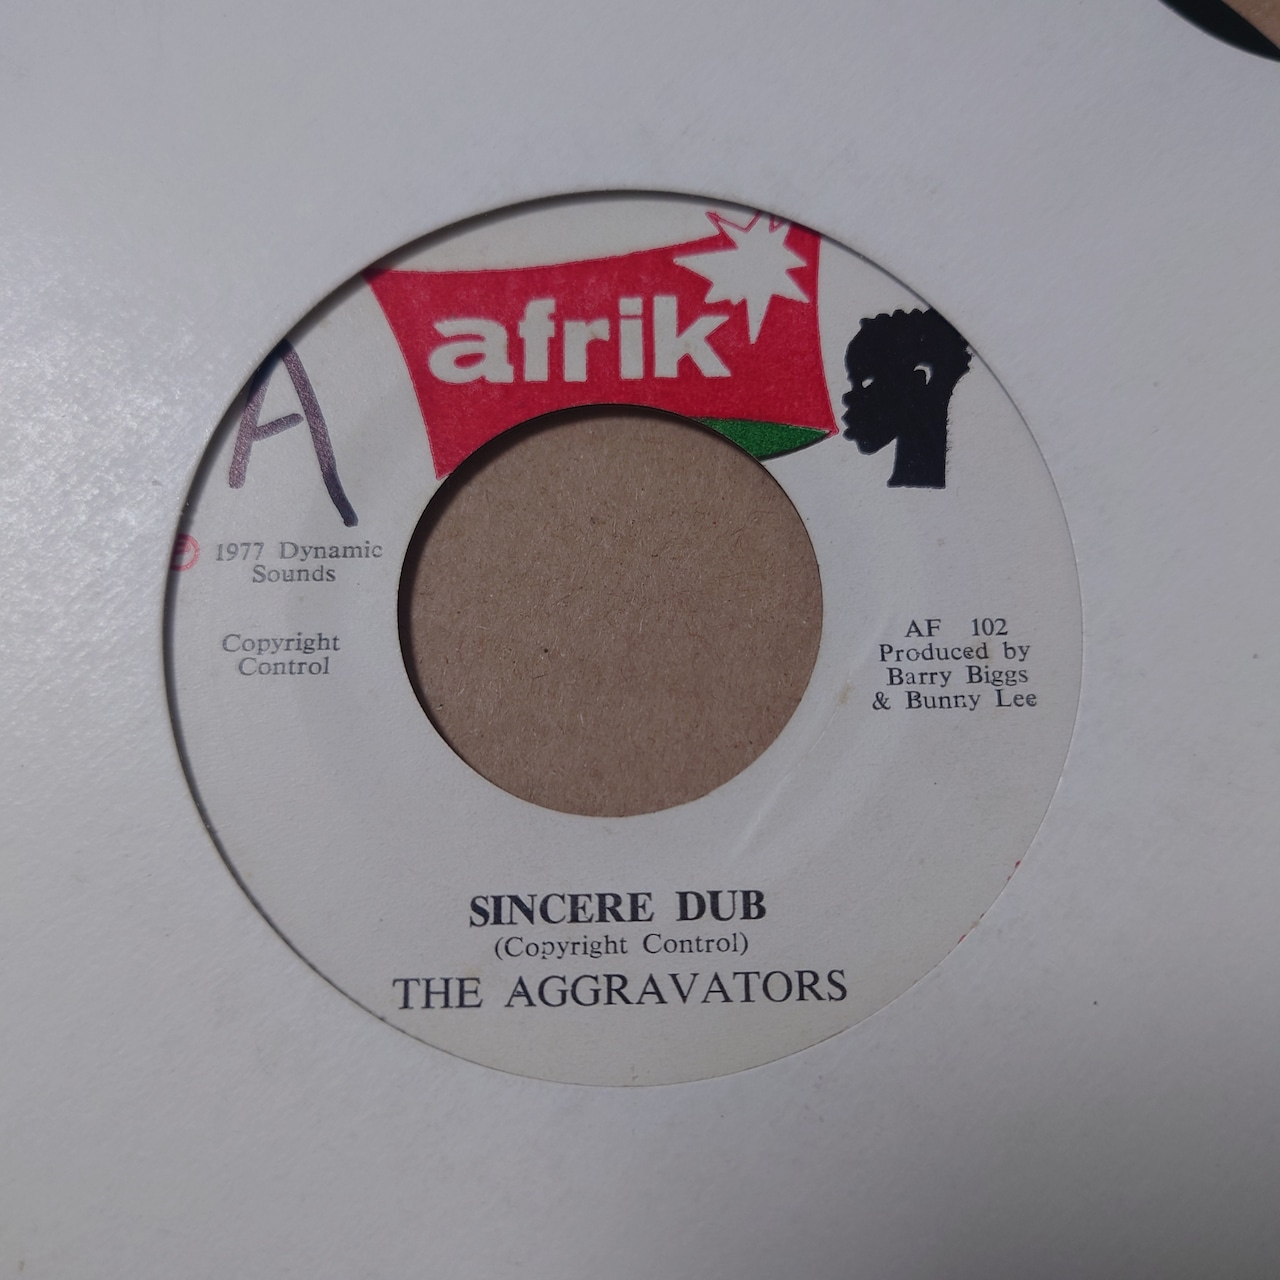 afrik
A
℗ 1977 Dynamic
Sounds
Copyright
Control
AF 102
Produced by
Barry Biggs
& Bunny Lee
SINCERE DUB
(Copyright Control)
THE AGGRAVATORS